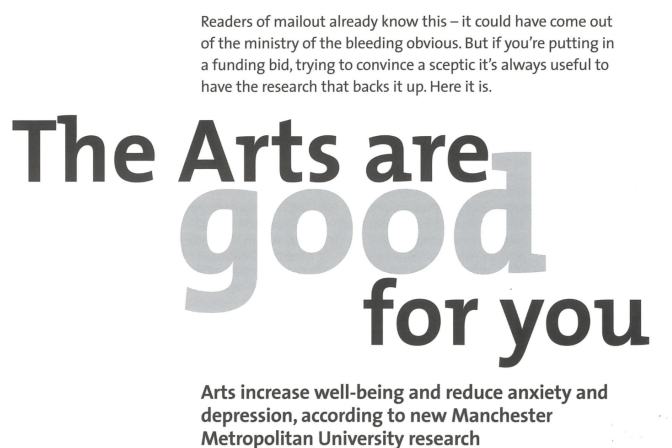 Readers of mailout already know this – it could have come out
of the ministry of the bleeding obvious. But if you're putting in
a funding bid, trying to convince a sceptic it's always useful to
have the research that backs it up. Here it is.
The Arts are
good
for you
Arts increase well-being and reduce anxiety and
depression, according to new Manchester
Metropolitan University research